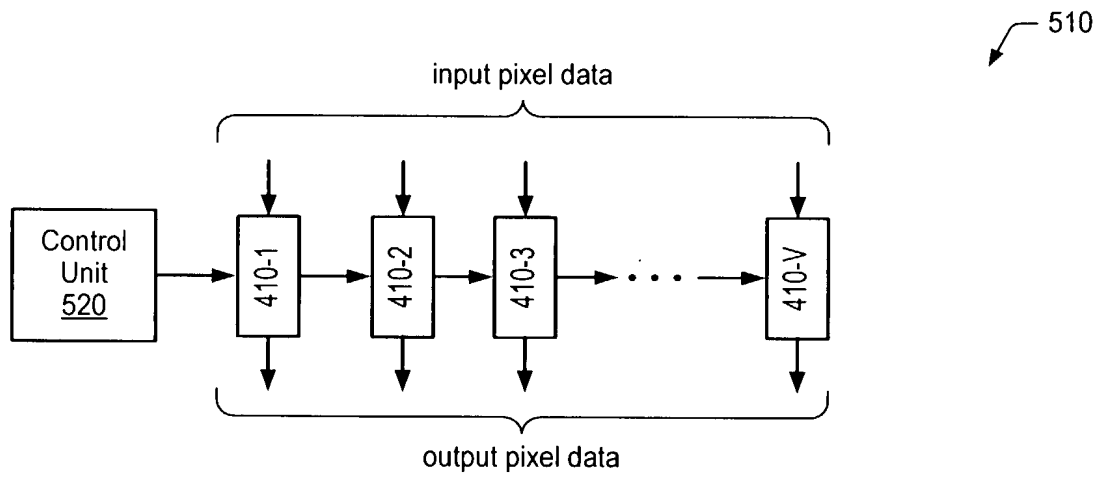 510
input pixel data
Control
Unit
520
410-1
410-2
410-3
410-V
output pixel data